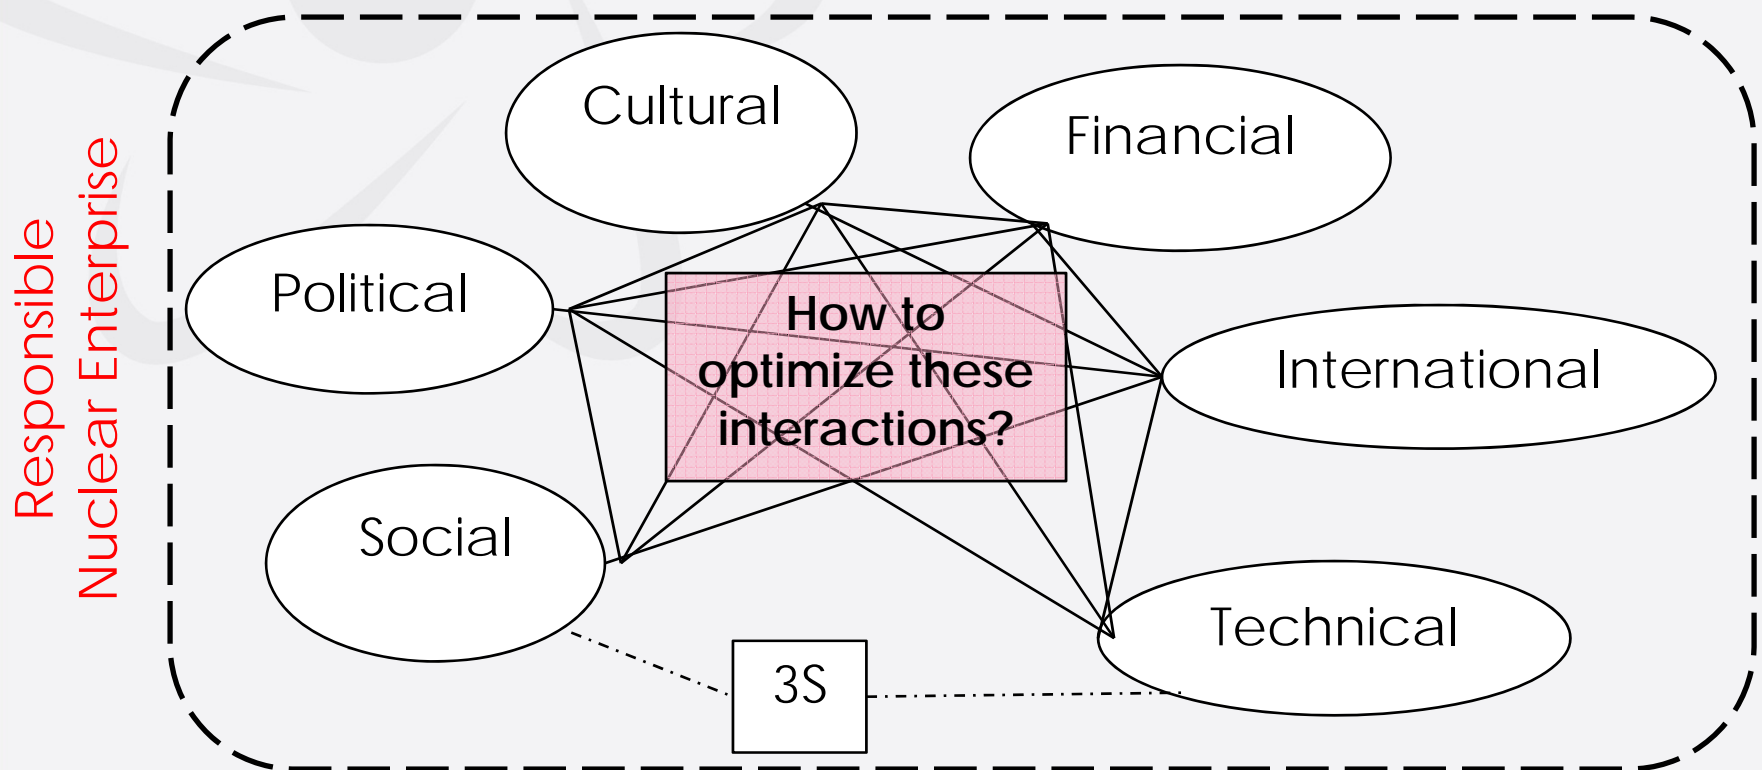 Responsible
Nuclear Enterprise
Cultural
Financial
Political
How to
optimize these
interactions?
International
Social
Technical
3S